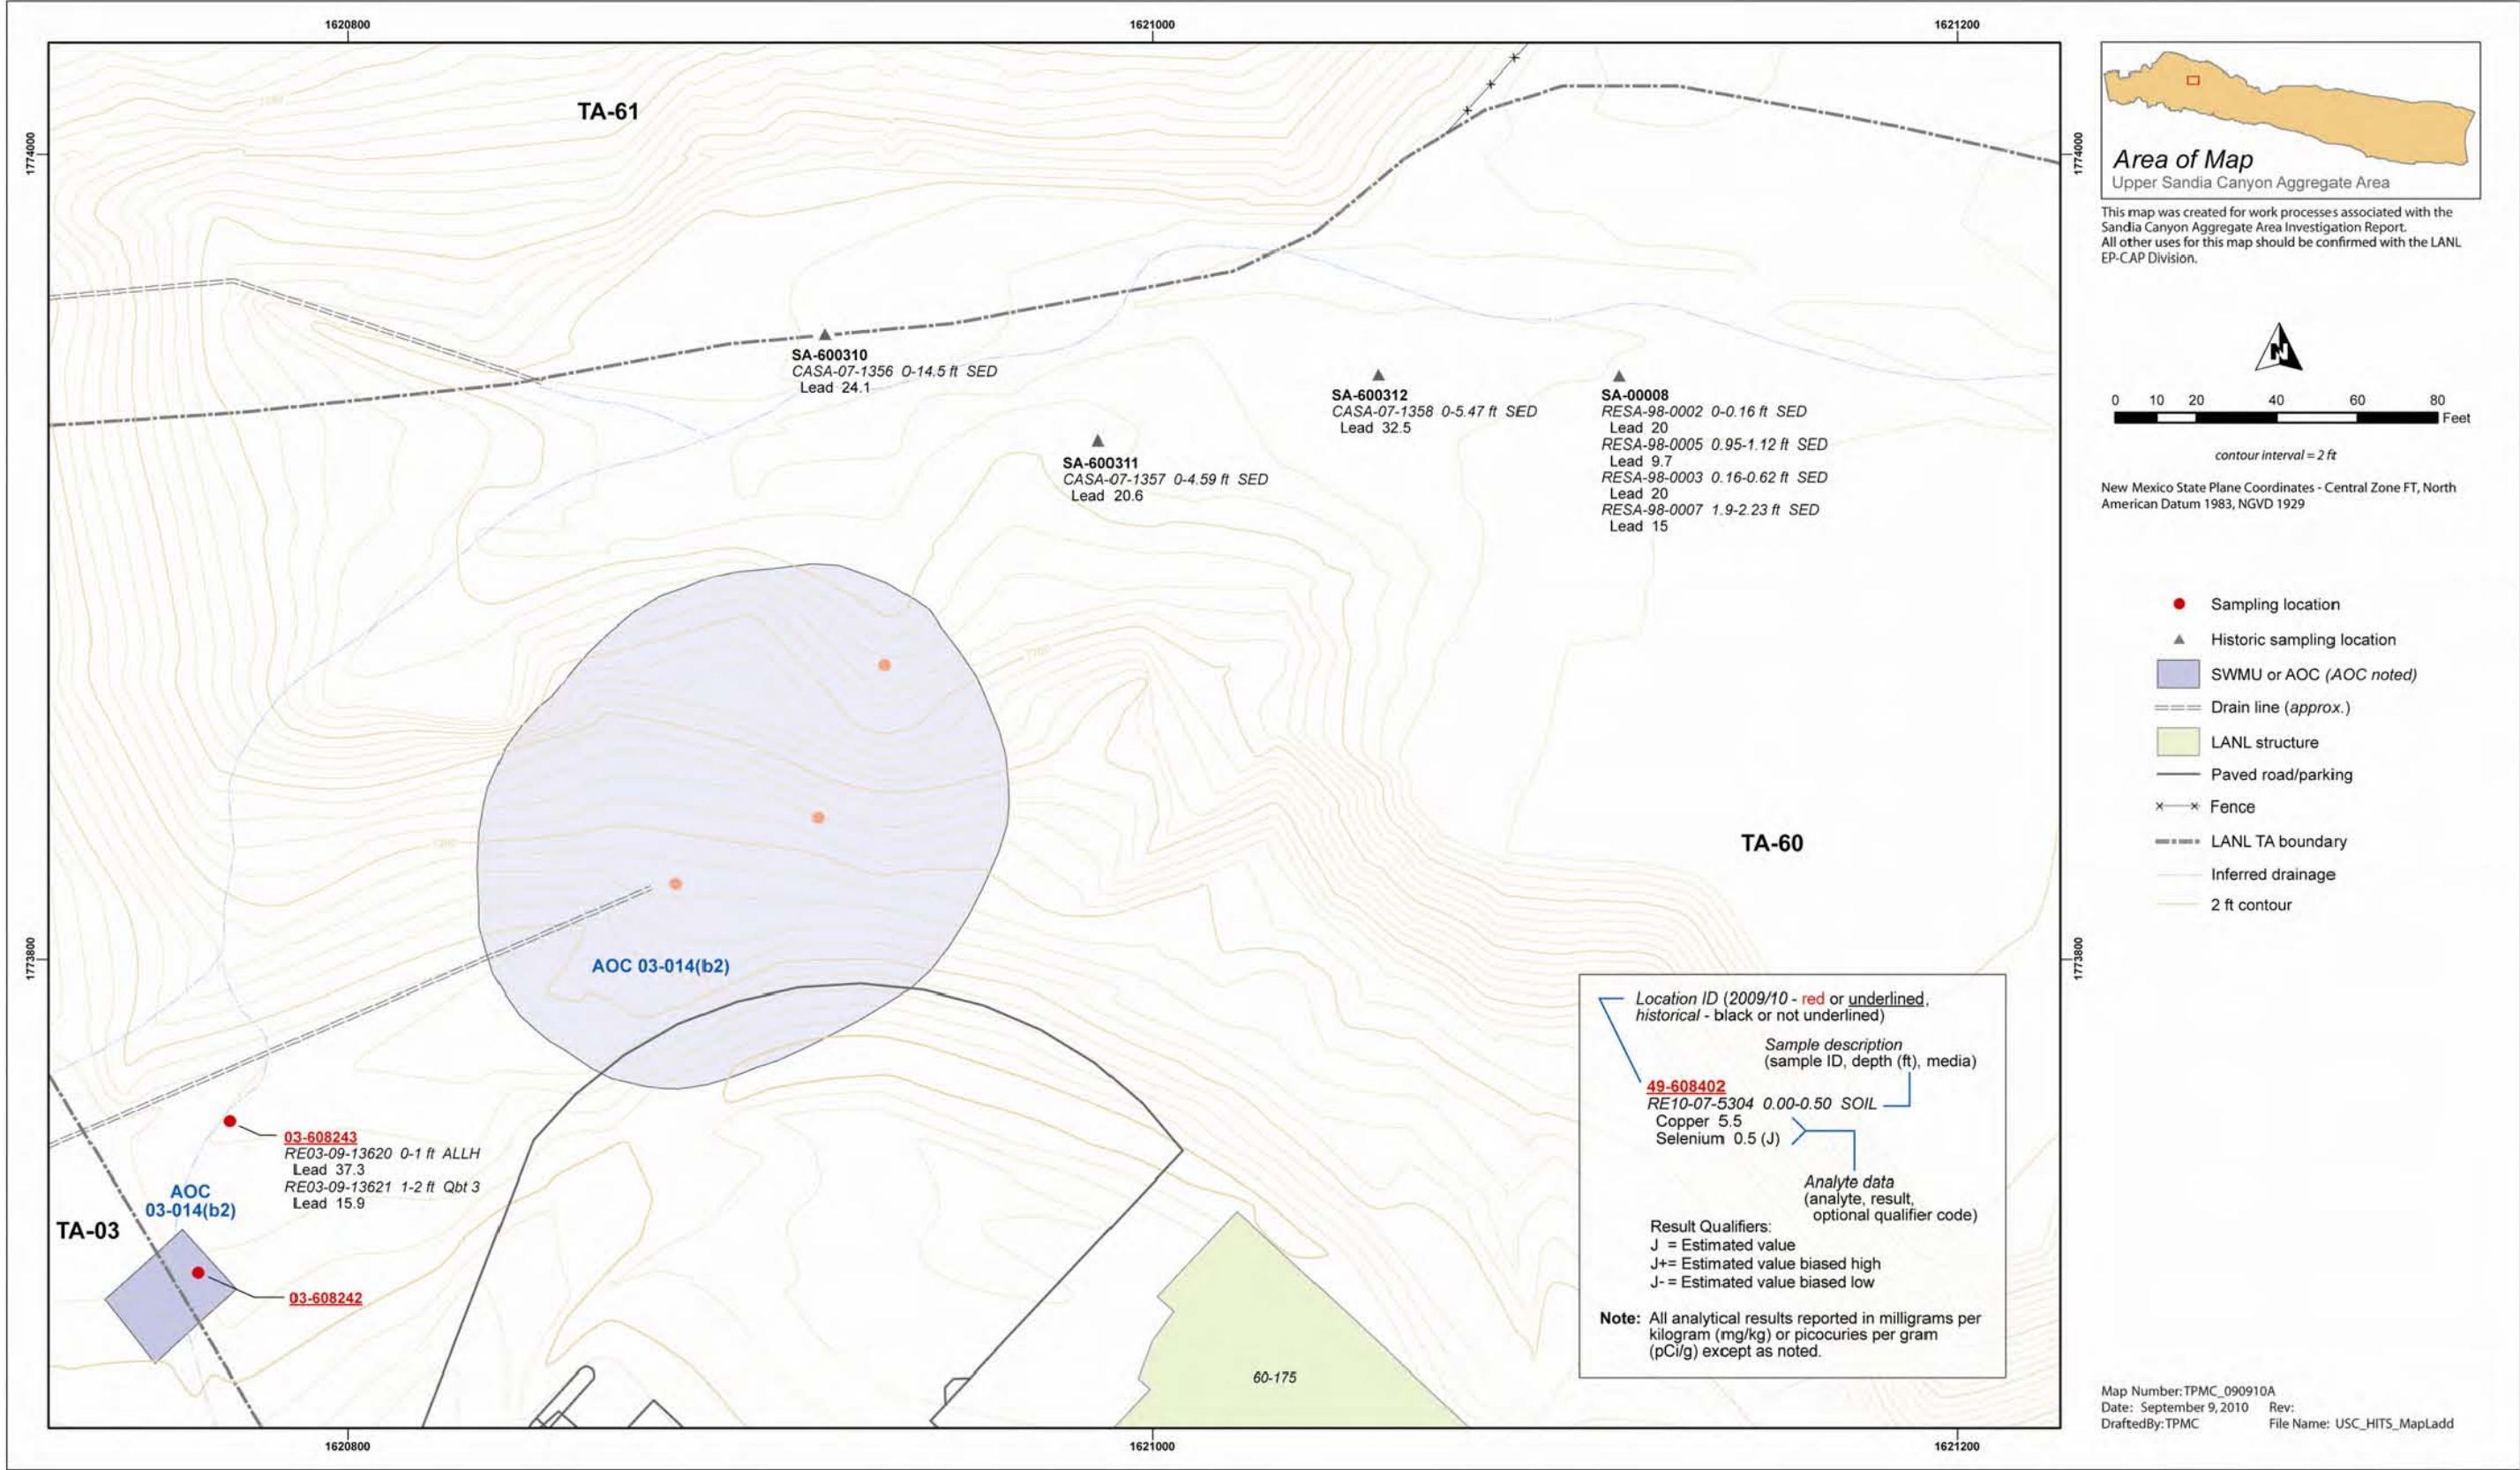 1620800
1621000
1621200
1774000
1773800
1774000
1773800
1620800
1621000
1621200
TA-61
SA-600310
CASA-07-1356 0-14.5 ft SED
Lead 24.1
SA-600312
CASA-07-1358 0-5.47 ft SED
Lead 32.5
SA-00008
RESA-98-0002 0-0.16 ft SED
Lead 20
RESA-98-0005 0.95-1.12 ft SED
Lead 9.7
RESA-98-0003 0.16-0.62 ft SED
Lead 20
RESA-98-0007 1.9-2.23 ft SED
Lead 15
SA-600311
CASA-07-1357 0-4.59 ft SED
Lead 20.6
TA-60
AOC 03-014(b2)
03-608243
RE03-09-13620 0-1 ft ALLH
Lead 37.3
RE03-09-13621 1-2 ft Qbt 3
Lead 15.9
AOC
03-014(b2)
TA-03
03-608242
60-175
Location ID (2009/10 - red or underlined,
historical - black or not underlined)
Sample description
(sample ID, depth (ft), media)
49-608402
RE10-07-5304 0.00-0.50 SOIL
Copper 5.5
Selenium 0.5 (J)
Analyte data
(analyte, result,
optional qualifier code)
Result Qualifiers:
J = Estimated value
J+= Estimated value biased high
J- = Estimated value biased low
Note: All analytical results reported in milligrams per
kilogram (mg/kg) or picocuries per gram
(pCi/g) except as noted.
Area of Map
Upper Sandia Canyon Aggregate Area
This map was created for work processes associated with the
Sandia Canyon Aggregate Area Investigation Report.
All other uses for this map should be confirmed with the LANL
EP-CAP Division.
N
0 10 20 40 60 80
Feet
contour interval = 2 ft
New Mexico State Plane Coordinates - Central Zone FT, North
American Datum 1983, NGVD 1929
Sampling location
Historic sampling location
SWMU or AOC (AOC noted)
Drain line (approx.)
LANL structure
Paved road/parking
Fence
LANL TA boundary
Inferred drainage
2 ft contour
Map Number: TPMC_090910A
Date: September 9, 2010 Rev:
DraftedBy: TPMC File Name: USC_HITS_MapLadd